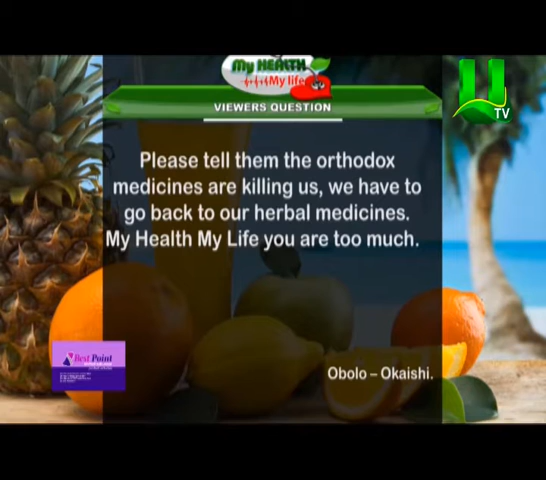 My HEALTH
My life
VIEWERS QUESTION
U
TV
Please tell them the orthodox
medicines are killing us, we have to
go back to our herbal medicines.
My Health My Life you are too much.
Best Point
Obolo – Okaishi.